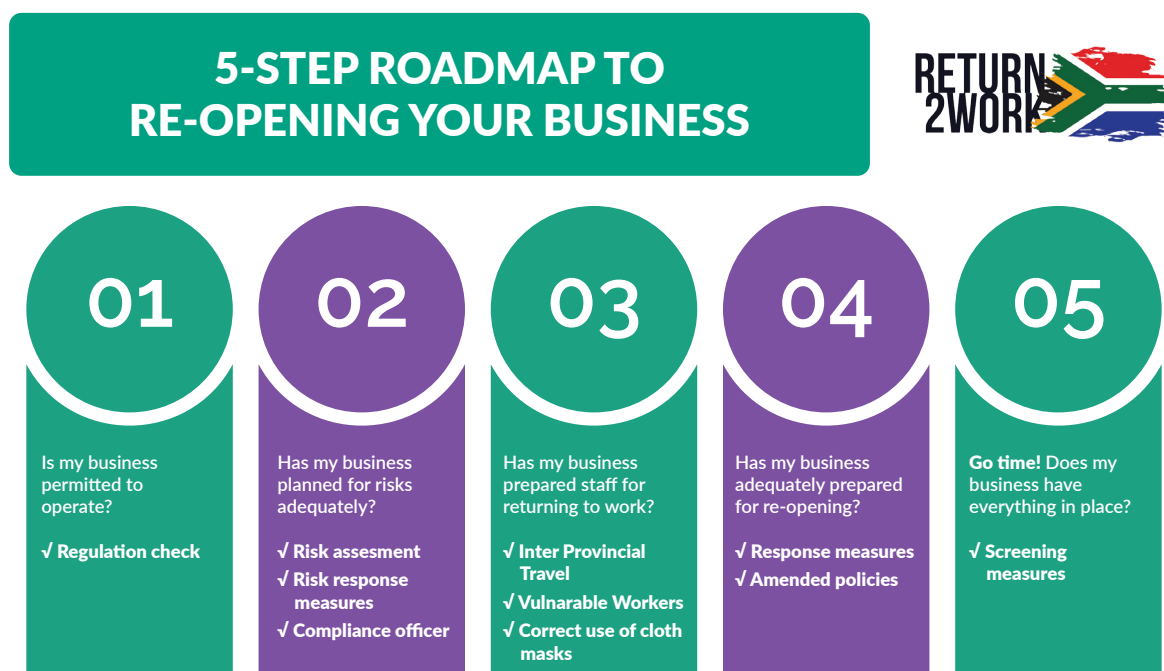 5-STEP ROADMAP TO
RE-OPENING YOUR BUSINESS
RETURN
2WORK
01
Is my business
permitted to
operate?
√ Regulation check
02
Has my business
planned for risks
adequately?
√ Risk assesment
√ Risk response
measures
√ Compliance officer
03
Has my business
prepared staff for
returning to work?
√ Inter Provincial
Travel
√ Vulnarable Workers
√ Correct use of cloth
masks
04
Has my business
adequately prepared
for re-opening?
√ Response measures
√ Amended policies
05
Go time! Does my
business have
everything in place?
√ Screening
measures